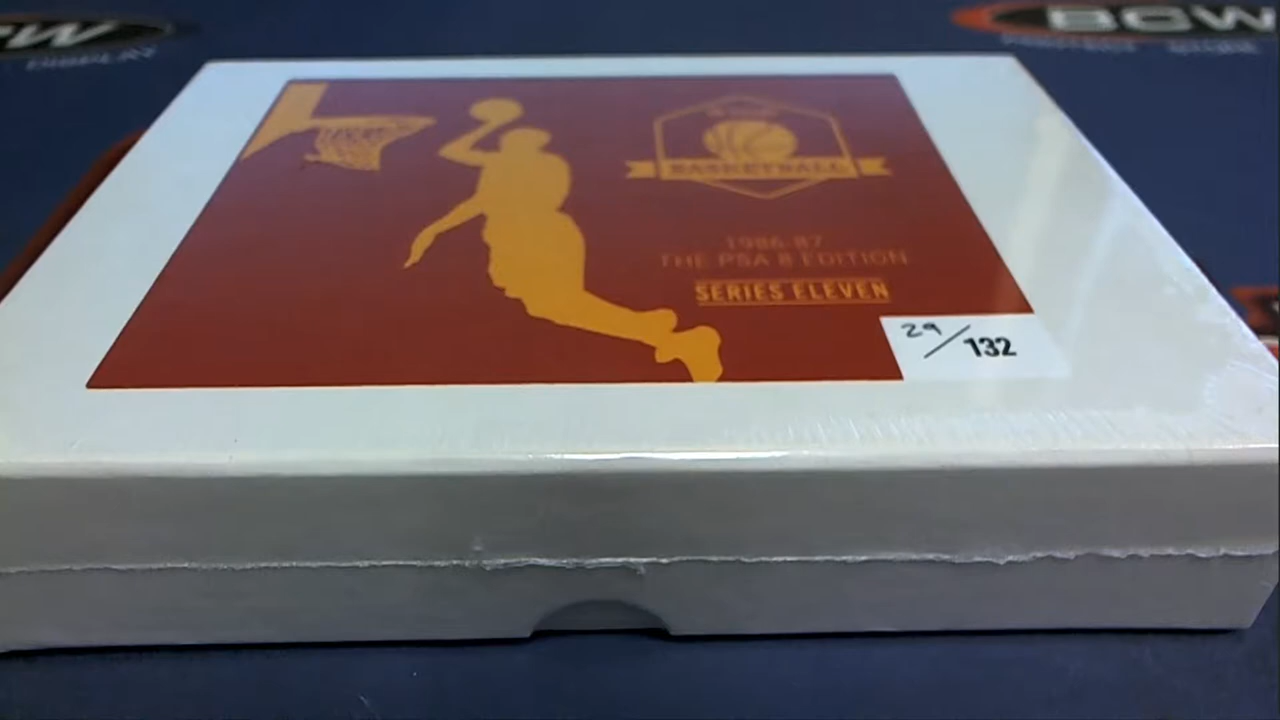 BCW
BASKETBALL
1986-87
THE PSA 8 EDITION
SERIES ELEVEN
29/132